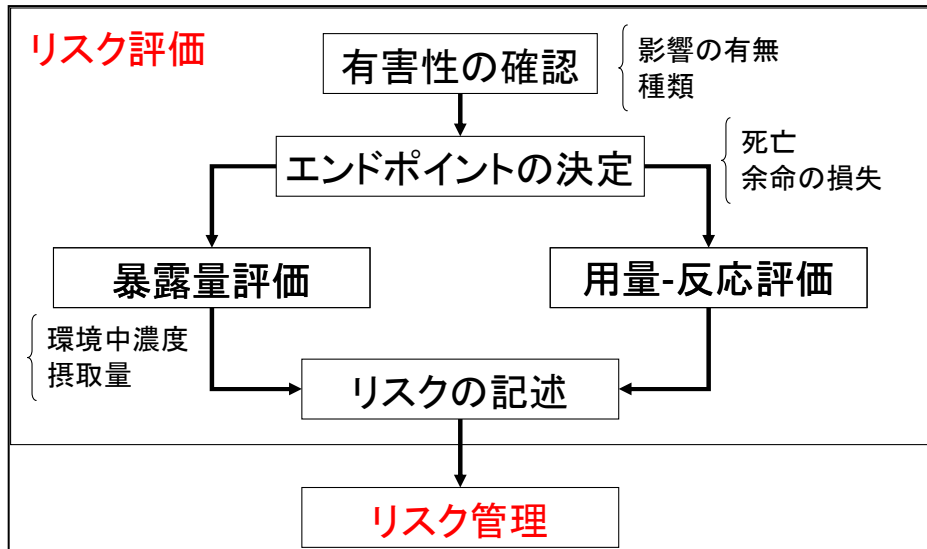 リスク評価
有害性の確認
影響の有無
種類
エンドポイントの決定
死亡
余命の損失
暴露量評価
用量-反応評価
環境中濃度
摂取量
リスクの記述
リスク管理